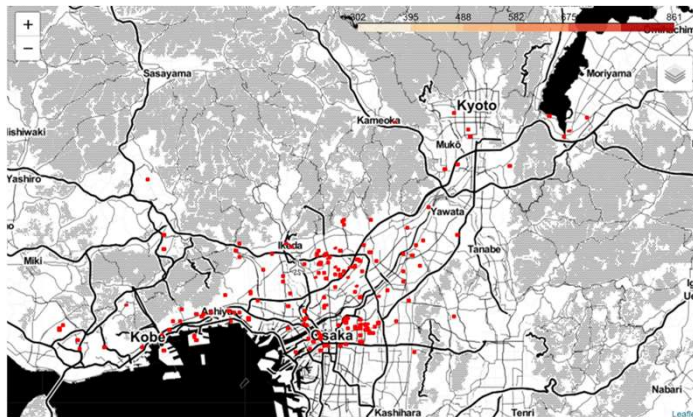 +
−
302 395 488 582 675 861
Sasayama
Moriyama
Kyoto
Kameoka
Mukō
Yashiro
Yawata
Ikeda
Tanabe
Miki
Ashiya
Kobe
Osaka
Kashihara
Tenri
Nabari